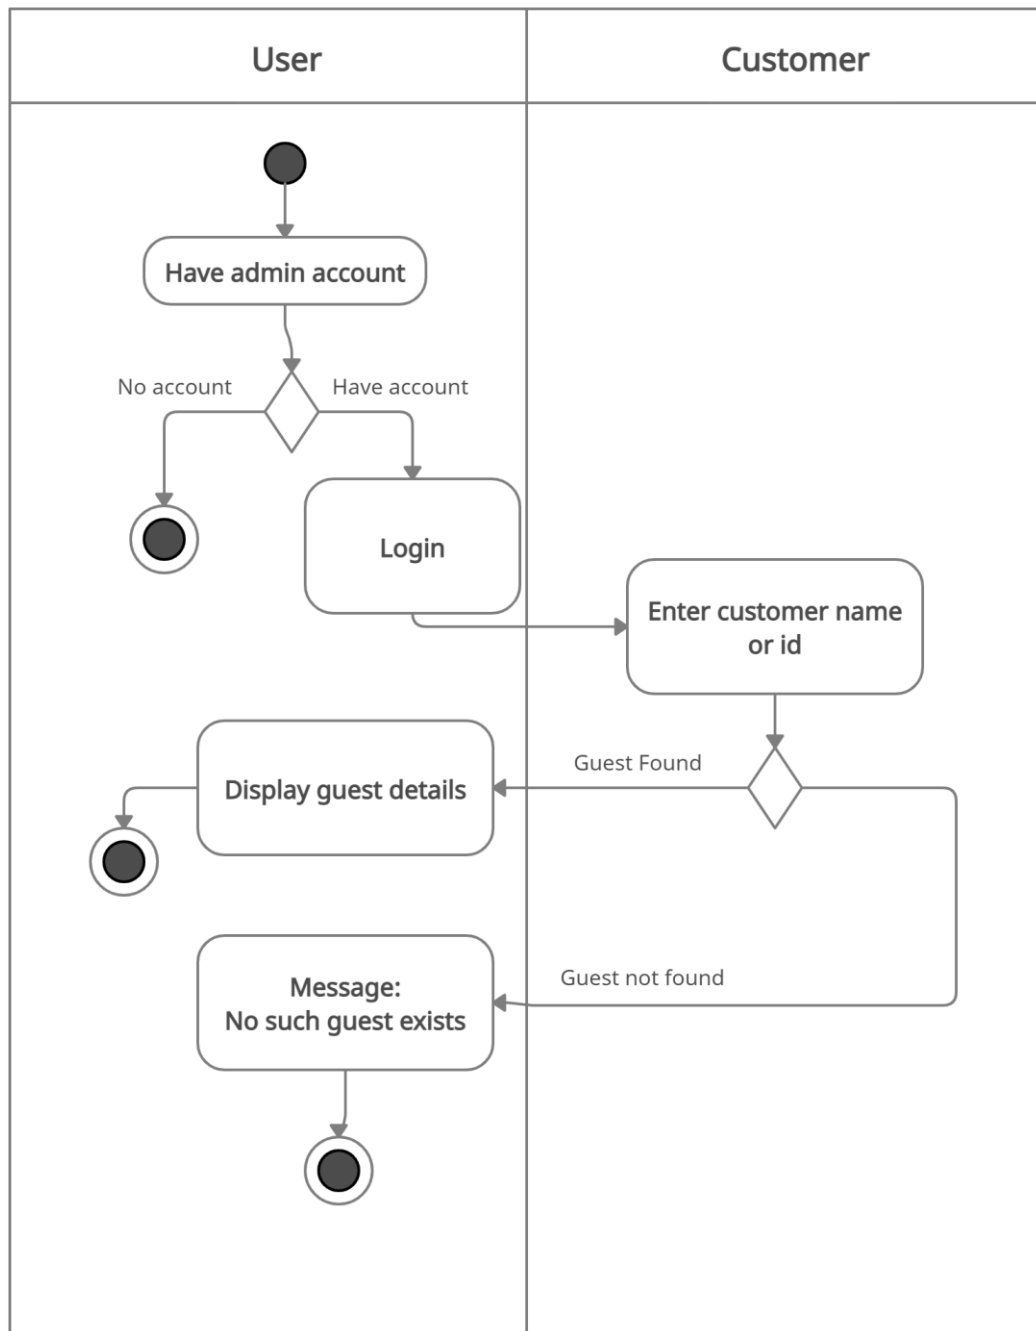 User
Customer
Have admin account
No account
Have account
Login
Enter customer name
or id
Guest Found
Display guest details
Guest not found
Message:
No such guest exists